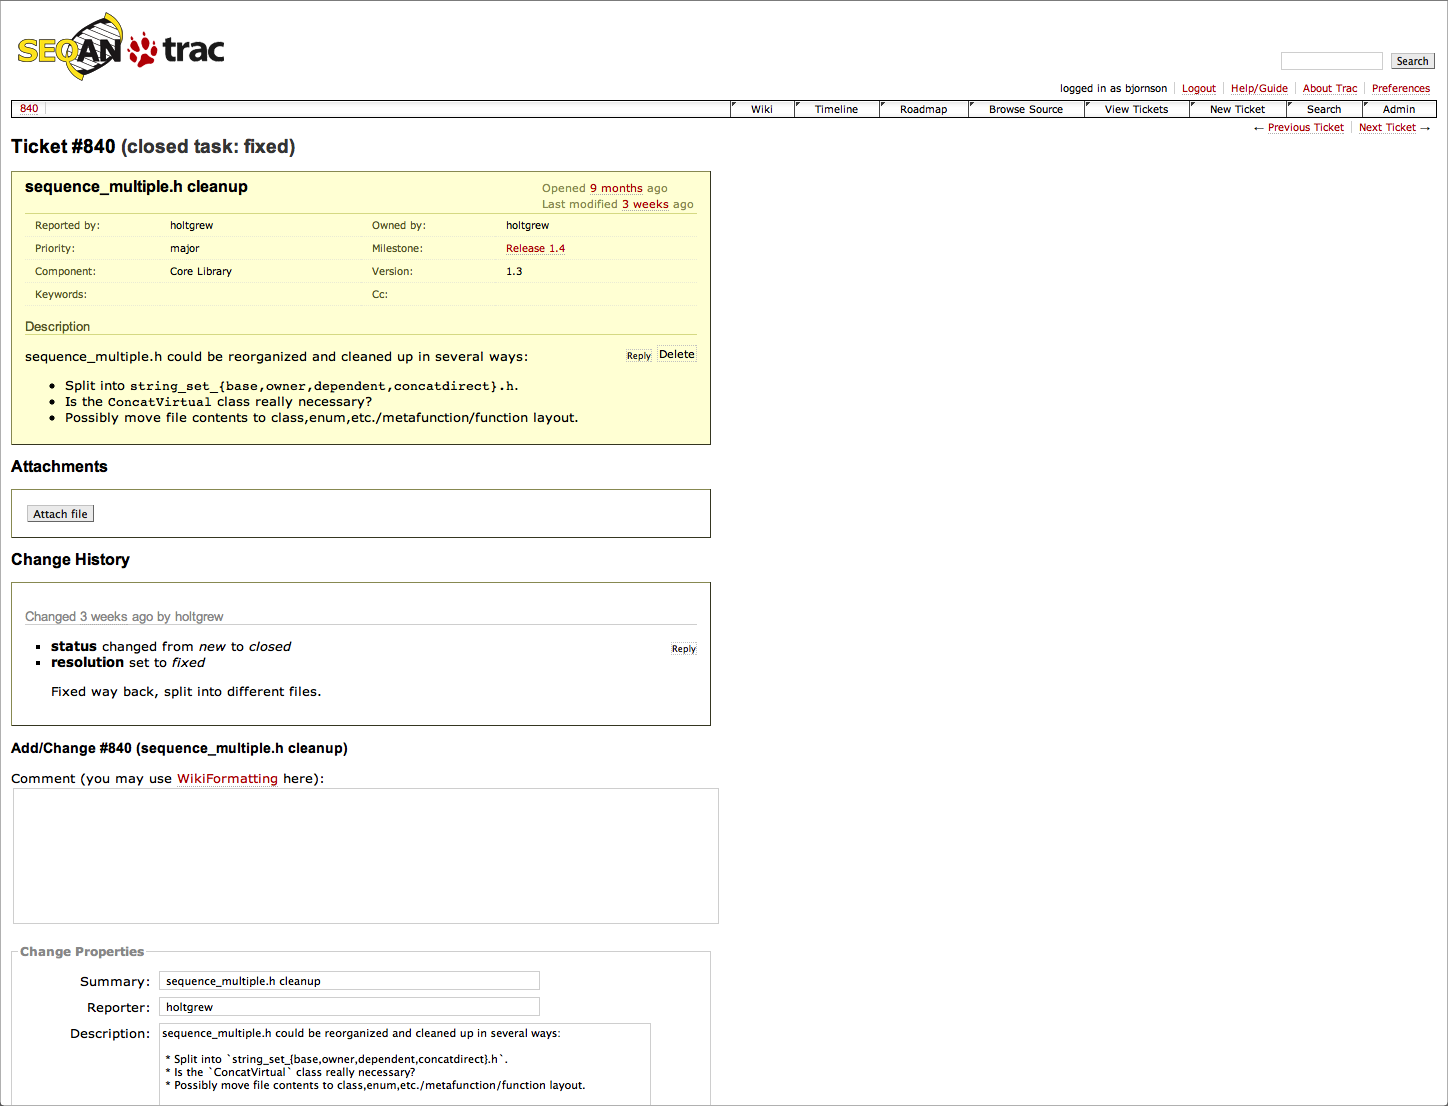 SEQAN trac
Search
logged in as bjornson Logout Help/Guide About Trac Preferences
840 Wiki Timeline Roadmap Browse Source View Tickets New Ticket Search Admin
← Previous Ticket Next Ticket →
Ticket #840 (closed task: fixed)
sequence_multiple.h cleanup
Opened 9 months ago
Last modified 3 weeks ago
Reported by: holtgrew Owned by: holtgrew
Priority: major Milestone: Release 1.4
Component: Core Library Version: 1.3
Keywords: Cc:
Description
sequence_multiple.h could be reorganized and cleaned up in several ways: Reply Delete
• Split into string_set_{base,owner,dependent,concatdirect}.h.
• Is the ConcatVirtual class really necessary?
• Possibly move file contents to class,enum,etc./metafunction/function layout.
Attachments
Attach file
Change History
Changed 3 weeks ago by holtgrew
▪ status changed from new to closed Reply
▪ resolution set to fixed
Fixed way back, split into different files.
Add/Change #840 (sequence_multiple.h cleanup)
Comment (you may use WikiFormatting here):
Change Properties
Summary: sequence_multiple.h cleanup
Reporter: holtgrew
Description: sequence_multiple.h could be reorganized and cleaned up in several ways:
* Split into `string_set_{base,owner,dependent,concatdirect}.h`.
* Is the `ConcatVirtual` class really necessary?
* Possibly move file contents to class,enum,etc./metafunction/function layout.